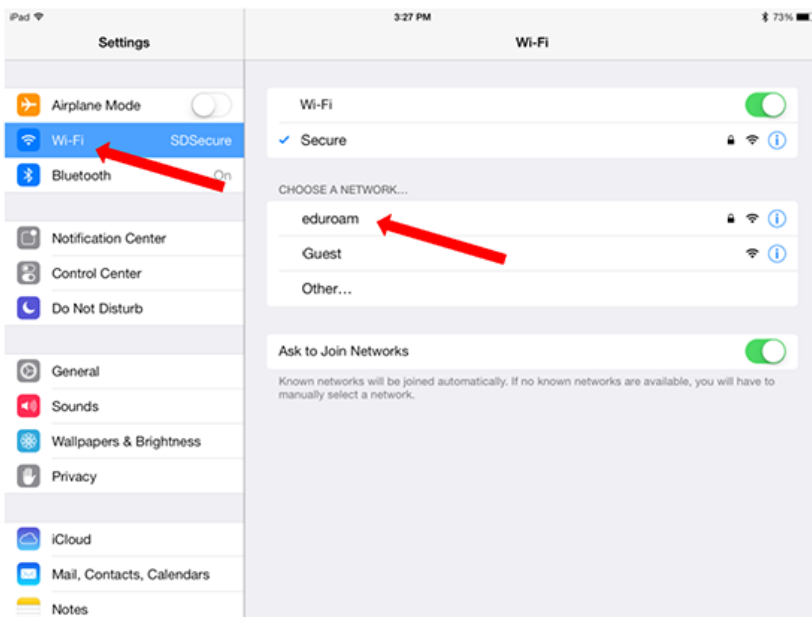 iPad 3:27 PM 73%
Settings
Wi-Fi
Airplane Mode
Wi-Fi SDSecure
Bluetooth On
Notification Center
Control Center
Do Not Disturb
General
Sounds
Wallpapers & Brightness
Privacy
iCloud
Mail, Contacts, Calendars
Notes
Wi-Fi
Secure
CHOOSE A NETWORK...
eduroam
Guest
Other...
Ask to Join Networks
Known networks will be joined automatically. If no known networks are available, you will have to
manually select a network.